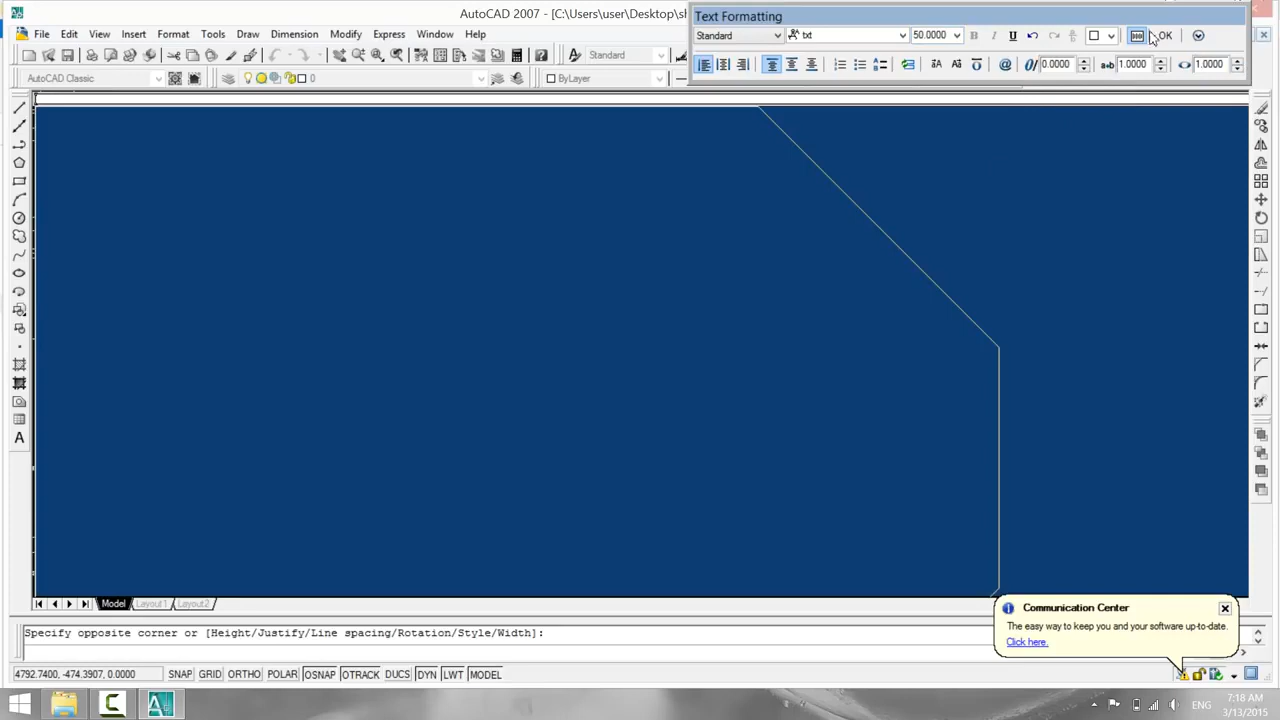 AutoCAD 2007 - [C:\Users\user\Desktop\sh
Text Formatting
File Edit View Insert Format Tools Draw Dimension Modify Express Window Help
Standard txt 50.0000 OK
Standard
0.0000 a+b 1.0000 1.0000
AutoCAD Classic 0 ByLayer
A
Model Layout1 Layout2
Communication Center
The easy way to keep you and your software up-to-date.
Click here.
Specify opposite corner or [Height/Justify/Line spacing/Rotation/Style/Width]:
4792.7400, -474.3907, 0.0000 SNAP GRID ORTHO POLAR OSNAP OTRACK DUCS DYN LWT MODEL
ENG
7:18 AM
3/13/2015